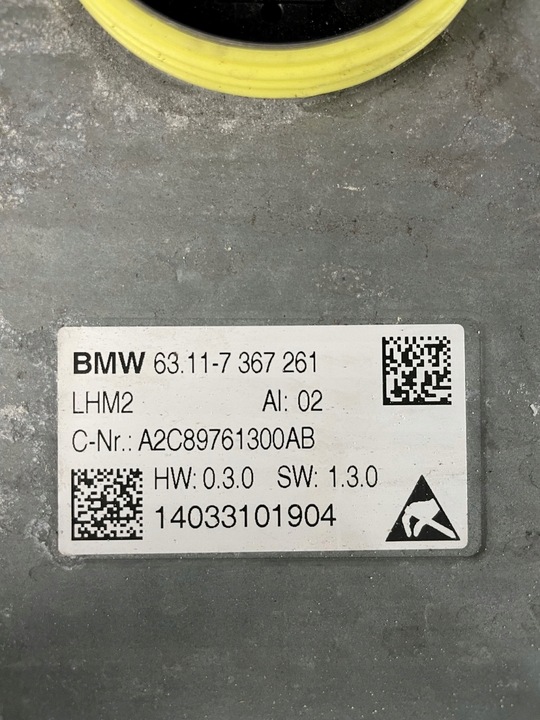 BMW 63.11-7 367 261
LHM2 AI: 02
C-Nr.: A2C89761300AB
HW: 0.3.0 SW: 1.3.0
14033101904